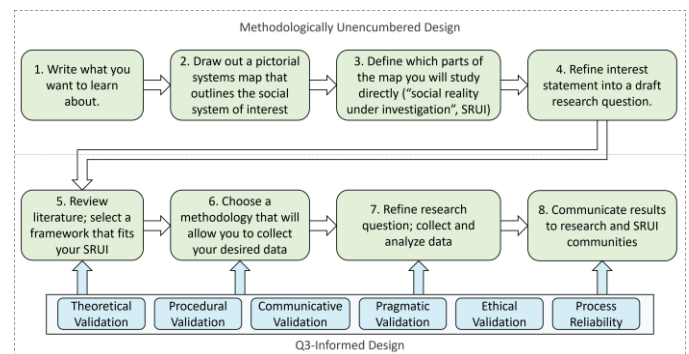 Methodologically Unencumbered Design
1. Write what you
want to learn
about.
2. Draw out a pictorial
systems map that
outlines the social
system of interest
3. Define which parts of
the map you will study
directly ("social reality
under investigation", SRUI)
4. Refine interest
statement into a draft
research question.
5. Review
literature; select a
framework that fits
your SRUI
6. Choose a
methodology that will
allow you to collect
your desired data
7. Refine research
question; collect and
analyze data
8. Communicate results
to research and SRUI
communities
Theoretical
Validation
Procedural
Validation
Communicative
Validation
Pragmatic
Validation
Ethical
Validation
Process
Reliability
Q3-Informed Design